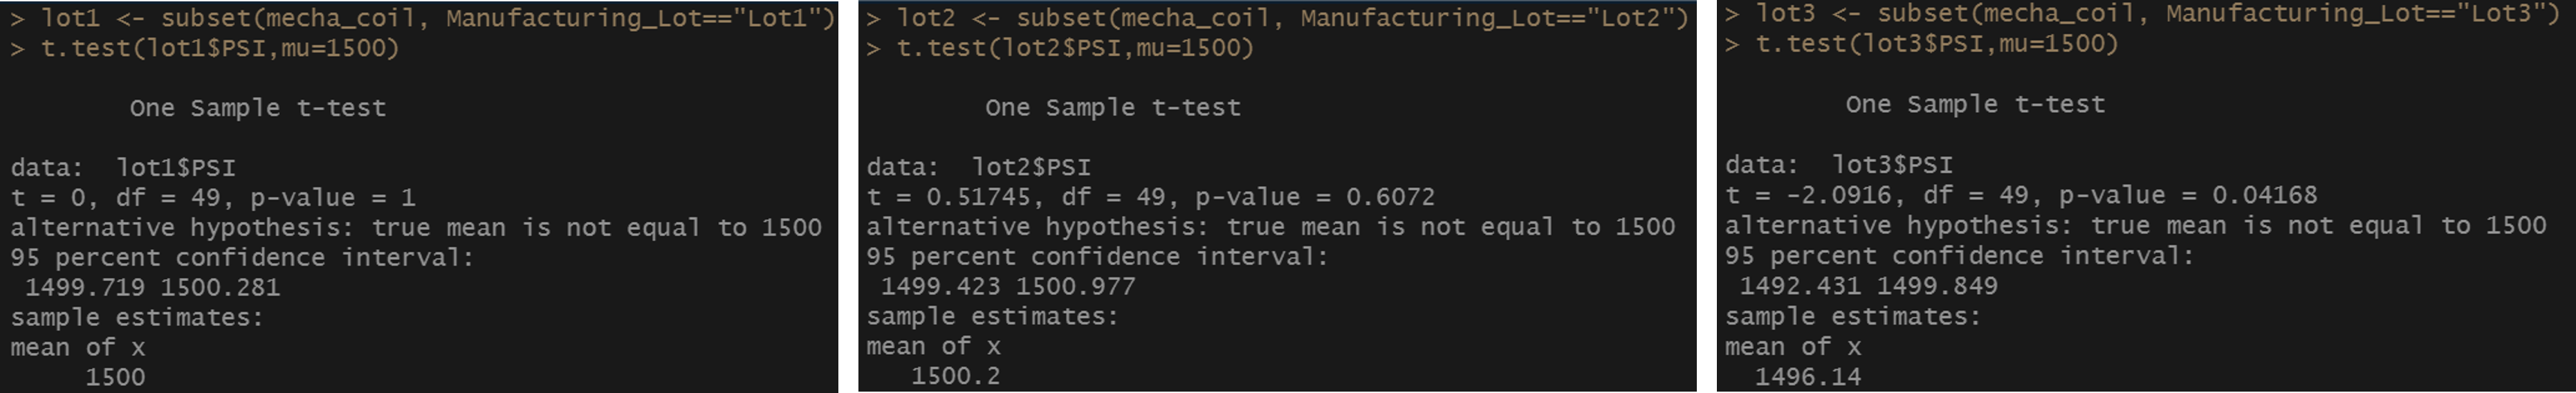 > lot1 <- subset(mecha_coil, Manufacturing_Lot=="Lot1")
> t.test(lot1$PSI,mu=1500)
One Sample t-test
data:  lot1$PSI
t = 0, df = 49, p-value = 1
alternative hypothesis: true mean is not equal to 1500
95 percent confidence interval:
1499.719 1500.281
sample estimates:
mean of x
1500
> lot2 <- subset(mecha_coil, Manufacturing_Lot=="Lot2")
> t.test(lot2$PSI,mu=1500)
One Sample t-test
data:  lot2$PSI
t = 0.51745, df = 49, p-value = 0.6072
alternative hypothesis: true mean is not equal to 1500
95 percent confidence interval:
1499.423 1500.977
sample estimates:
mean of x
1500.2
> lot3 <- subset(mecha_coil, Manufacturing_Lot=="Lot3")
> t.test(lot3$PSI,mu=1500)
One Sample t-test
data:  lot3$PSI
t = -2.0916, df = 49, p-value = 0.04168
alternative hypothesis: true mean is not equal to 1500
95 percent confidence interval:
1492.431 1499.849
sample estimates:
mean of x
1496.14